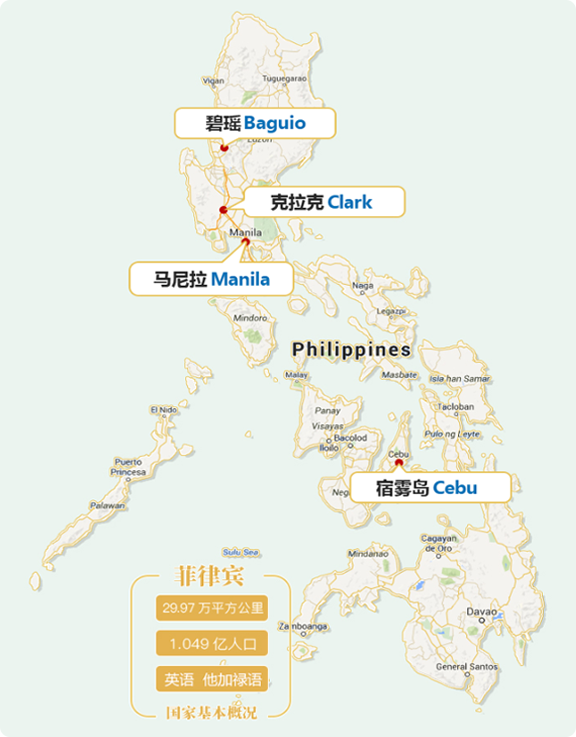 Vigan
Tuguegarao
碧瑶 Baguio
Luzon
克拉克 Clark
Manila
马尼拉 Manila
Naga
Legazpi
Mindoro
Philippines
Malay
Masbate
Isla han Samar
El Nido
Panay
Tacloban
Visayas
Bacolod
Iloilo
Pulo ng Leyte
Cebu
Puerto
Princesa
宿雾岛 Cebu
Neg
Palawan
Cagayan
de Oro
Sulu Sea
Mindanao
菲律宾
29.97 万平方公里
Davao
Zamboanga
1.049 亿人口
General Santos
英语 他加禄语
国家基本概况